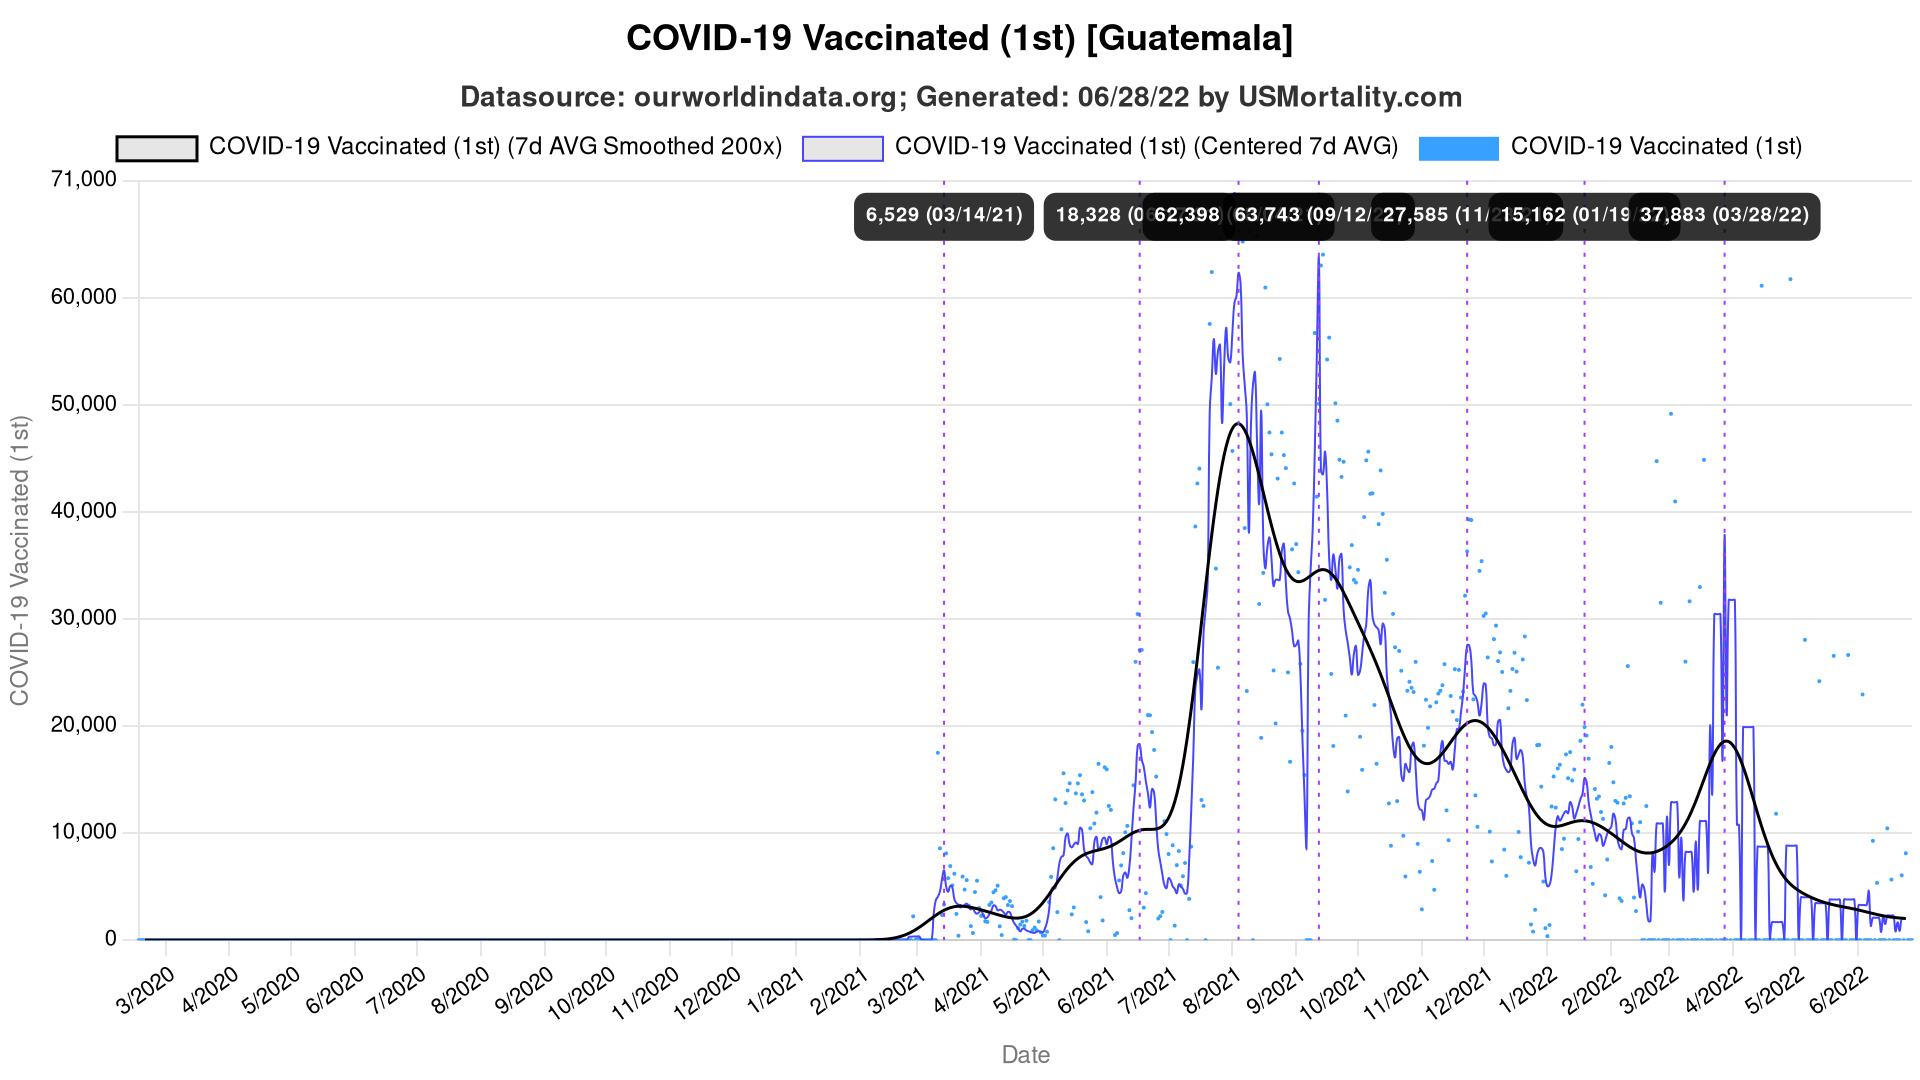 COVID-19 Vaccinated (1st) [Guatemala]
Datasource: ourworldindata.org; Generated: 06/28/22 by USMortality.com
COVID-19 Vaccinated (1st) (7d AVG Smoothed 200x) COVID-19 Vaccinated (1st) (Centered 7d AVG) COVID-19 Vaccinated (1st)
71,000
6,529 (03/14/21) 18,328 62,398 63,743 (09/12/ 27,585 (11/ 15,162 (01/19/ 37,883 (03/28/22)
60,000
50,000
40,000
30,000
20,000
10,000
0
COVID-19 Vaccinated (1st)
3/2020 4/2020 5/2020 6/2020 7/2020 8/2020 9/2020 10/2020 11/2020 12/2020 1/2021 2/2021 3/2021 4/2021 5/2021 6/2021 7/2021 8/2021 9/2021 10/2021 11/2021 12/2021 1/2022 2/2022 3/2022 4/2022 5/2022 6/2022
Date